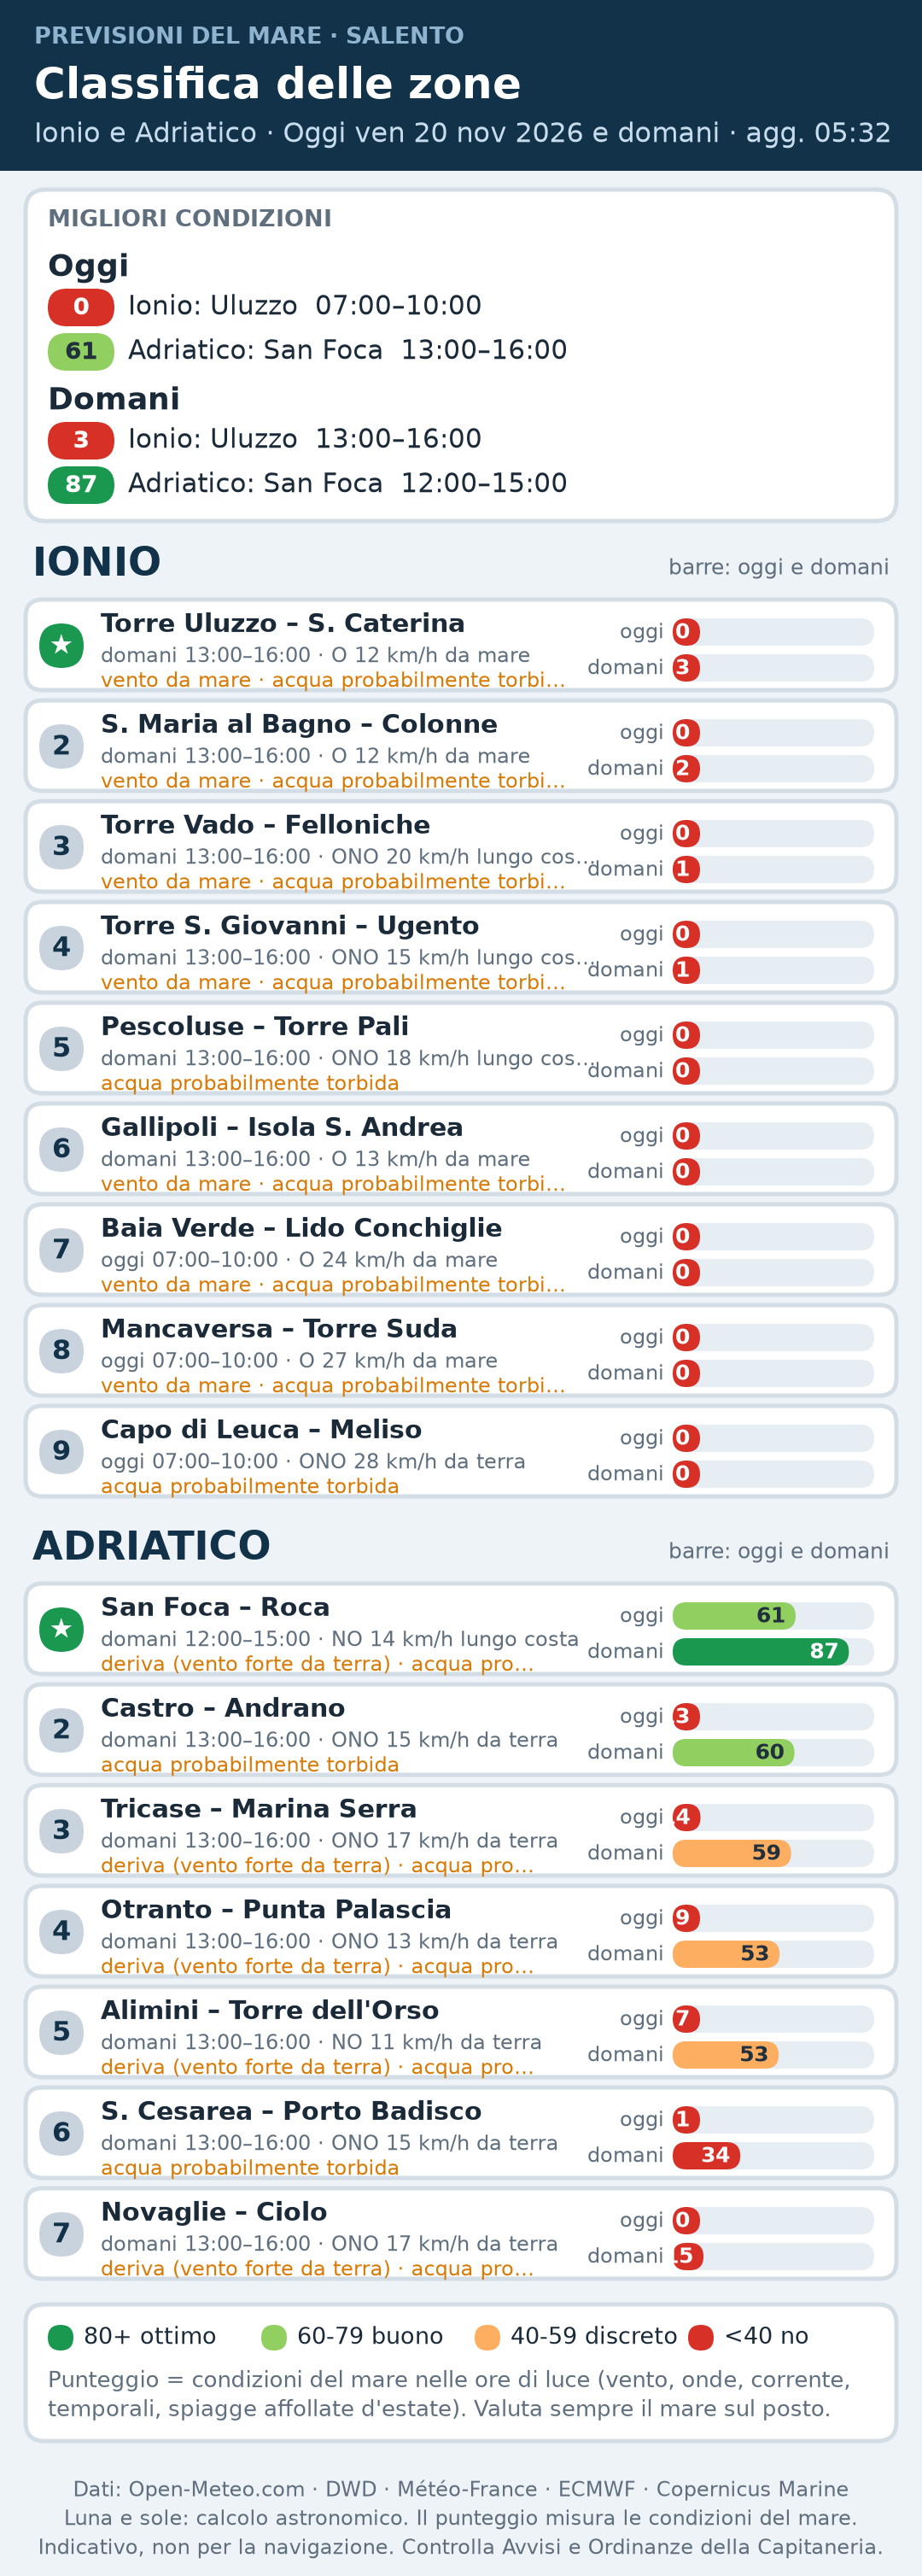 PREVISIONI DEL MARE · SALENTO
Classifica delle zone
Ionio e Adriatico · Oggi ven 20 nov 2026 e domani · agg. 05:32
MIGLIORI CONDIZIONI
Oggi
0 Ionio: Uluzzo 07:00–10:00
61 Adriatico: San Foca 13:00–16:00
Domani
3 Ionio: Uluzzo 13:00–16:00
87 Adriatico: San Foca 12:00–15:00
IONIO barre: oggi e domani
★ Torre Uluzzo – S. Caterina
oggi 0
domani 13:00–16:00 · O 12 km/h da mare
domani 3
vento da mare · acqua probabilmente torbi…
2 S. Maria al Bagno – Colonne
oggi 0
domani 13:00–16:00 · O 12 km/h da mare
domani 2
vento da mare · acqua probabilmente torbi…
3 Torre Vado – Felloniche
oggi 0
domani 13:00–16:00 · ONO 20 km/h lungo cos…
domani 1
vento da mare · acqua probabilmente torbi…
4 Torre S. Giovanni – Ugento
oggi 0
domani 13:00–16:00 · ONO 15 km/h lungo cos…
domani 1
vento da mare · acqua probabilmente torbi…
5 Pescoluse – Torre Pali
oggi 0
domani 13:00–16:00 · ONO 18 km/h lungo cos…
domani 0
acqua probabilmente torbida
6 Gallipoli – Isola S. Andrea
oggi 0
domani 13:00–16:00 · O 13 km/h da mare
domani 0
vento da mare · acqua probabilmente torbi…
7 Baia Verde – Lido Conchiglie
oggi 0
oggi 07:00–10:00 · O 24 km/h da mare
domani 0
vento da mare · acqua probabilmente torbi…
8 Mancaversa – Torre Suda
oggi 0
oggi 07:00–10:00 · O 27 km/h da mare
domani 0
vento da mare · acqua probabilmente torbi…
9 Capo di Leuca – Meliso
oggi 0
oggi 07:00–10:00 · ONO 28 km/h da terra
domani 0
acqua probabilmente torbida
ADRIATICO barre: oggi e domani
★ San Foca – Roca
oggi 61
domani 12:00–15:00 · NO 14 km/h lungo costa
domani 87
deriva (vento forte da terra) · acqua pro…
2 Castro – Andrano
oggi 3
domani 13:00–16:00 · ONO 15 km/h da terra
domani 60
acqua probabilmente torbida
3 Tricase – Marina Serra
oggi 4
domani 13:00–16:00 · ONO 17 km/h da terra
domani 59
deriva (vento forte da terra) · acqua pro…
4 Otranto – Punta Palascia
oggi 9
domani 13:00–16:00 · ONO 13 km/h da terra
domani 53
deriva (vento forte da terra) · acqua pro…
5 Alimini – Torre dell'Orso
oggi 7
domani 13:00–16:00 · NO 11 km/h da terra
domani 53
deriva (vento forte da terra) · acqua pro…
6 S. Cesarea – Porto Badisco
oggi 1
domani 13:00–16:00 · ONO 15 km/h da terra
domani 34
acqua probabilmente torbida
7 Novaglie – Ciolo
oggi 0
domani 13:00–16:00 · ONO 17 km/h da terra
domani
deriva (vento forte da terra) · acqua pro…
80+ ottimo 60-79 buono 40-59 discreto <40 no
Punteggio = condizioni del mare nelle ore di luce (vento, onde, corrente,
temporali, spiagge affollate d'estate). Valuta sempre il mare sul posto.
Dati: Open-Meteo.com · DWD · Météo-France · ECMWF · Copernicus Marine
Luna e sole: calcolo astronomico. Il punteggio misura le condizioni del mare.
Indicativo, non per la navigazione. Controlla Avvisi e Ordinanze della Capitaneria.